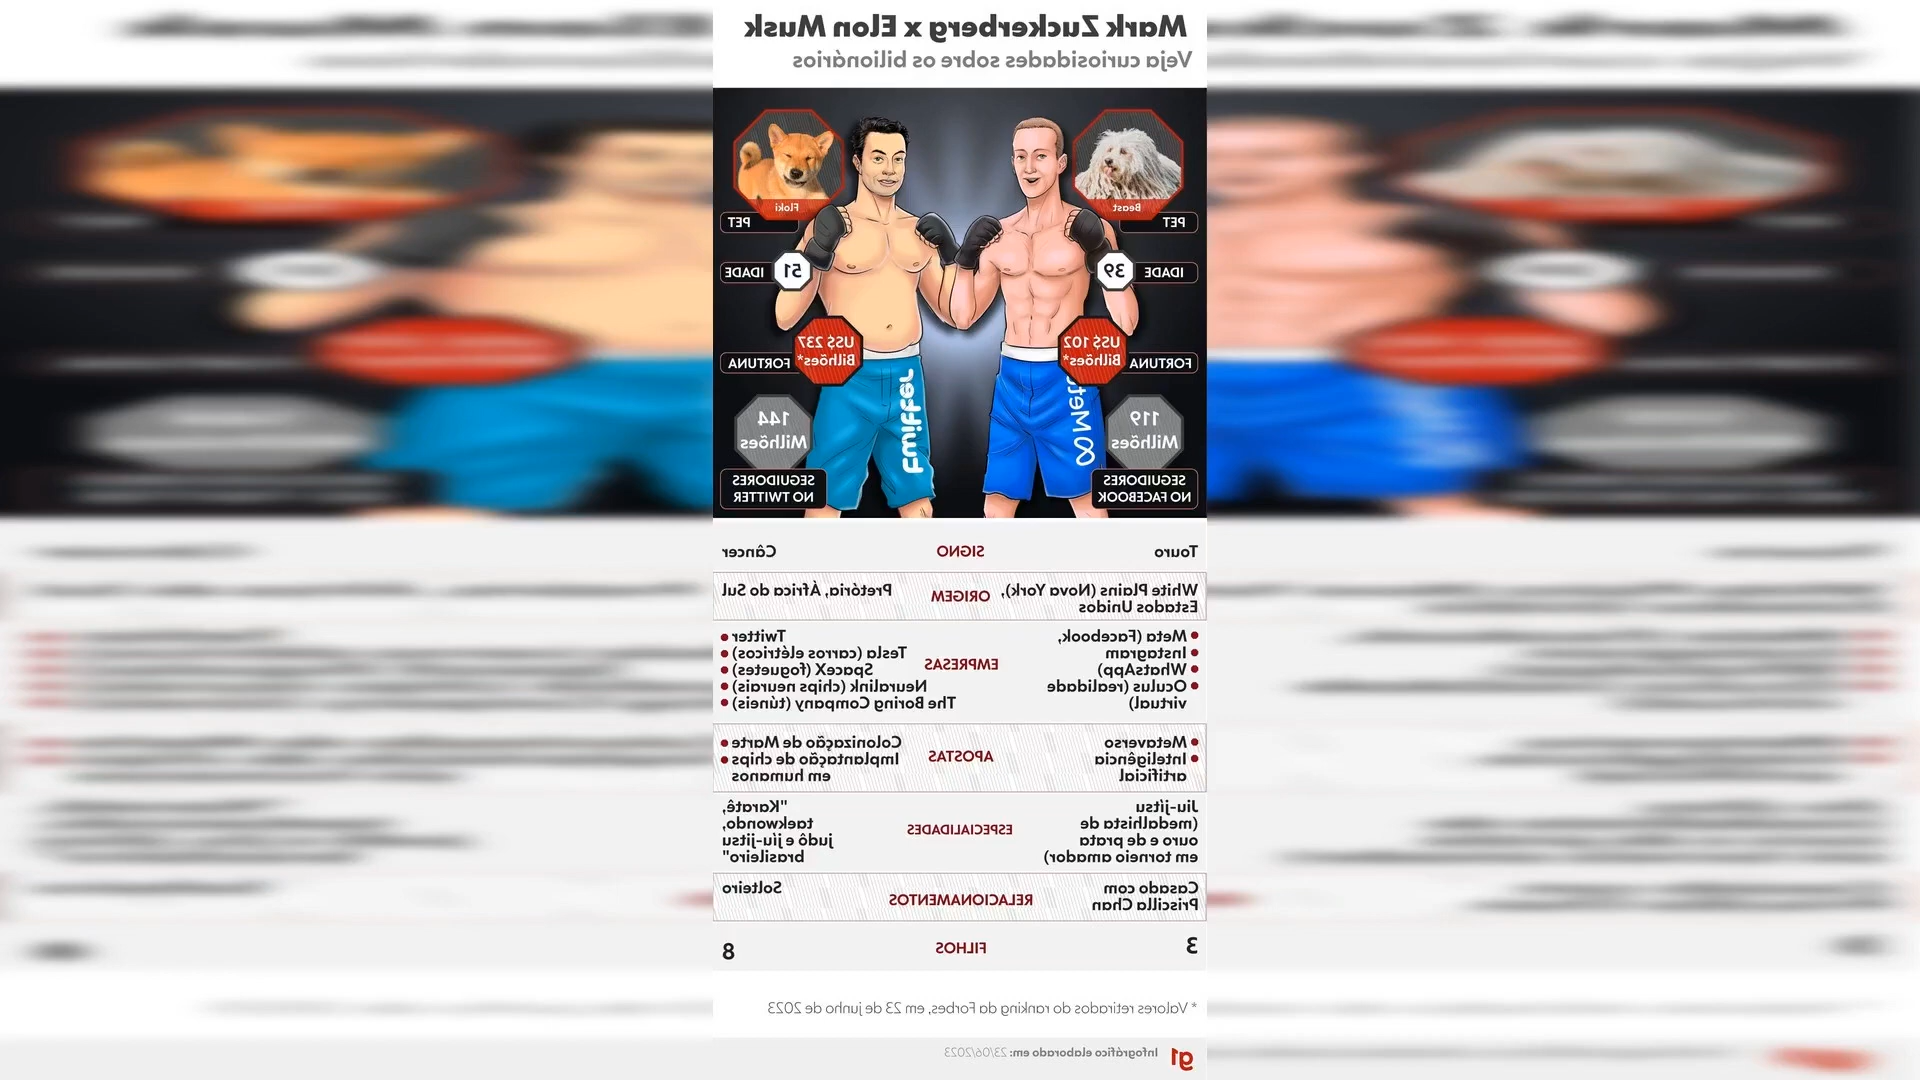 Mark Zuckerberg x Elon Musk
Veja curiosidades sobre os bilionários
Beast
PET
39
IDADE
US$ 102
Bilhões*
FORTUNA
119
Milhões
SEGUIDORES
NO FACEBOOK
Meta
Floki
PET
51
IDADE
US$ 237
Bilhões*
FORTUNA
144
Milhões
SEGUIDORES
NO TWITTER
Twitter
Touro
SIGNO
Câncer
White Plains (Nova York),
Estados Unidos
ORIGEM
Pretória, África do Sul
• Meta (Facebook,
• Instagram
• WhatsApp)
• Oculus (realidade
virtual)
EMPRESAS
Twitter •
Tesla (carros elétricos) •
SpaceX (foguetes) •
Neuralink (chips neurais) •
The Boring Company (túneis) •
• Metaverso
• Inteligência
artificial
APOSTAS
Colonização de Marte •
Implantação de chips •
em humanos
Jiu-jítsu
(medalhista de
ouro e de prata
em torneio amador)
ESPECIALIDADES
"Karatê,
taekwondo,
judô e jiu-jitsu
brasileiro"
Casado com
Priscilla Chan
RELACIONAMENTOS
Solteiro
3
FILHOS
8
* Valores retirados do ranking da Forbes, em 23 de junho de 2023
g1
Infográfico elaborado em: 23/06/2023